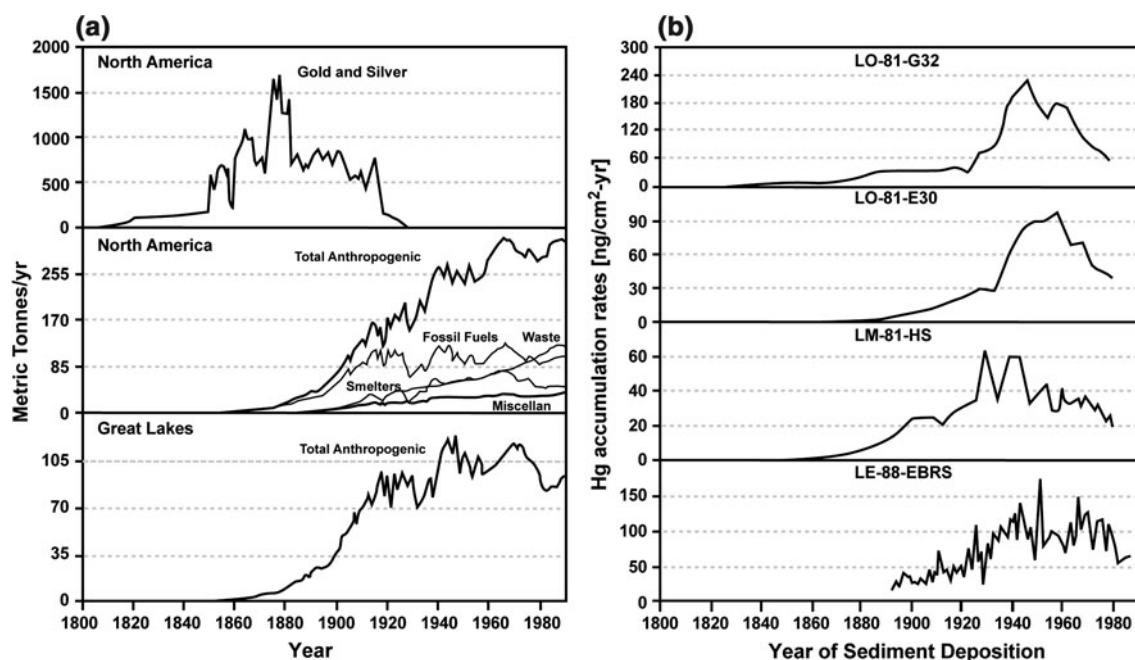 (a)
North America
Gold and Silver
2000
1500
1000
500
0
North America
Total Anthropogenic
Fossil Fuels
Waste
Smelters
Miscellan
255
170
85
0
Great Lakes
Total Anthropogenic
105
70
35
0
Metric Tonnes/yr
1800 1820 1840 1860 1880 1900 1920 1940 1960 1980
Year
(b)
LO-81-G32
300
240
180
120
60
0
LO-81-E30
90
60
30
0
LM-81-HS
60
40
20
0
LE-88-EBRS
150
100
50
0
Hg accumulation rates [ng/cm²-yr]
1800 1820 1840 1860 1880 1900 1920 1940 1960 1980
Year of Sediment Deposition